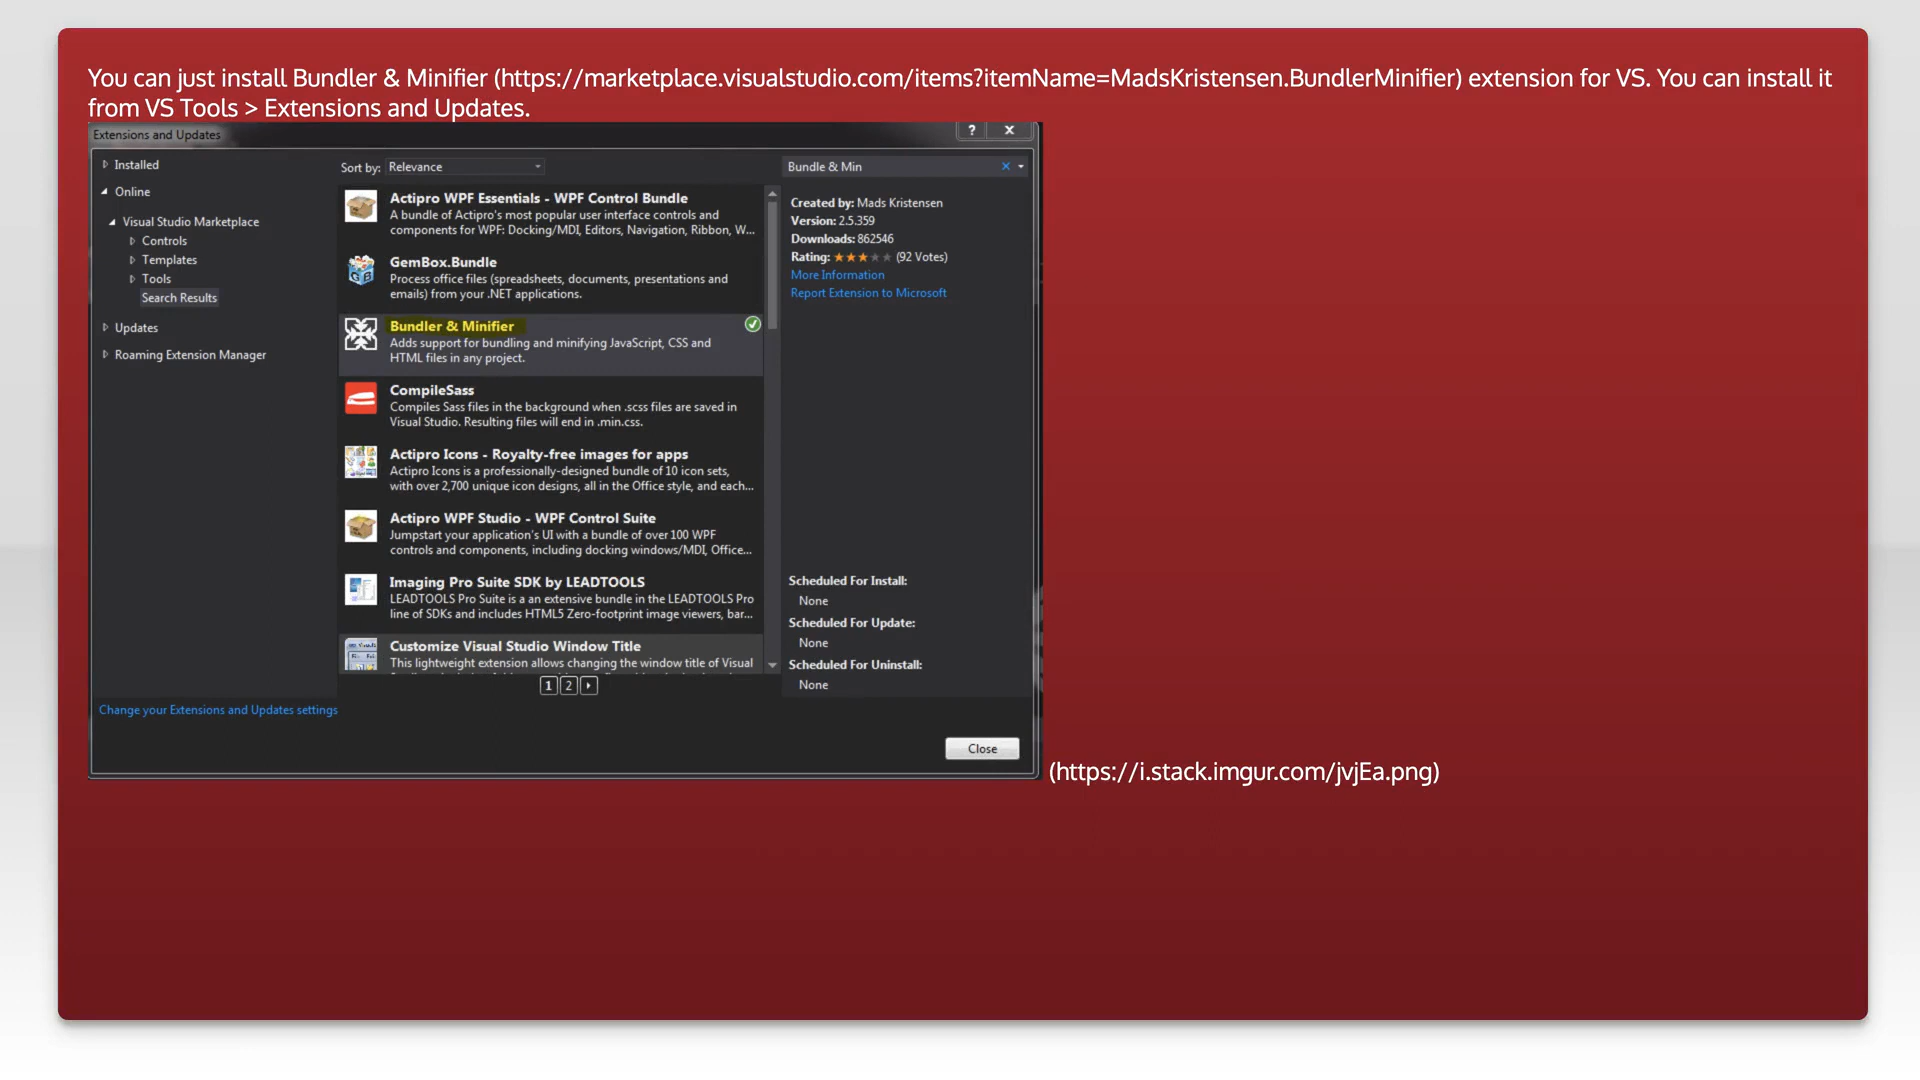 You can just install Bundler & Minifier (https://marketplace.visualstudio.com/items?itemName=MadsKristensen.BundlerMinifier) extension for VS. You can install it
from VS Tools > Extensions and Updates.
Extensions and Updates
? x
Installed
Online
Visual Studio Marketplace
Controls
Templates
Tools
Search Results
Updates
Roaming Extension Manager
Change your Extensions and Updates settings
Sort by: Relevance
Actipro WPF Essentials - WPF Control Bundle
A bundle of Actipro's most popular user interface controls and
components for WPF: Docking/MDI, Editors, Navigation, Ribbon, W...
GemBox.Bundle
Process office files (spreadsheets, documents, presentations and
emails) from your .NET applications.
Bundler & Minifier
Adds support for bundling and minifying JavaScript, CSS and
HTML files in any project.
CompileSass
Compiles Sass files in the background when .scss files are saved in
Visual Studio. Resulting files will end in .min.css.
Actipro Icons - Royalty-free images for apps
Actipro Icons is a professionally-designed bundle of 10 icon sets,
with over 2,700 unique icon designs, all in the Office style, and each...
Actipro WPF Studio - WPF Control Suite
Jumpstart your application's UI with a bundle of over 100 WPF
controls and components, including docking windows/MDI, Office...
Imaging Pro Suite SDK by LEADTOOLS
LEADTOOLS Pro Suite is a an extensive bundle in the LEADTOOLS Pro
line of SDKs and includes HTML5 Zero-footprint image viewers, bar...
Customize Visual Studio Window Title
This lightweight extension allows changing the window title of Visual
1 2
Bundle & Min
Created by: Mads Kristensen
Version: 2.5.359
Downloads: 862546
Rating: (92 Votes)
More Information
Report Extension to Microsoft
Scheduled For Install:
None
Scheduled For Update:
None
Scheduled For Uninstall:
None
Close
(https://i.stack.imgur.com/jvjEa.png)